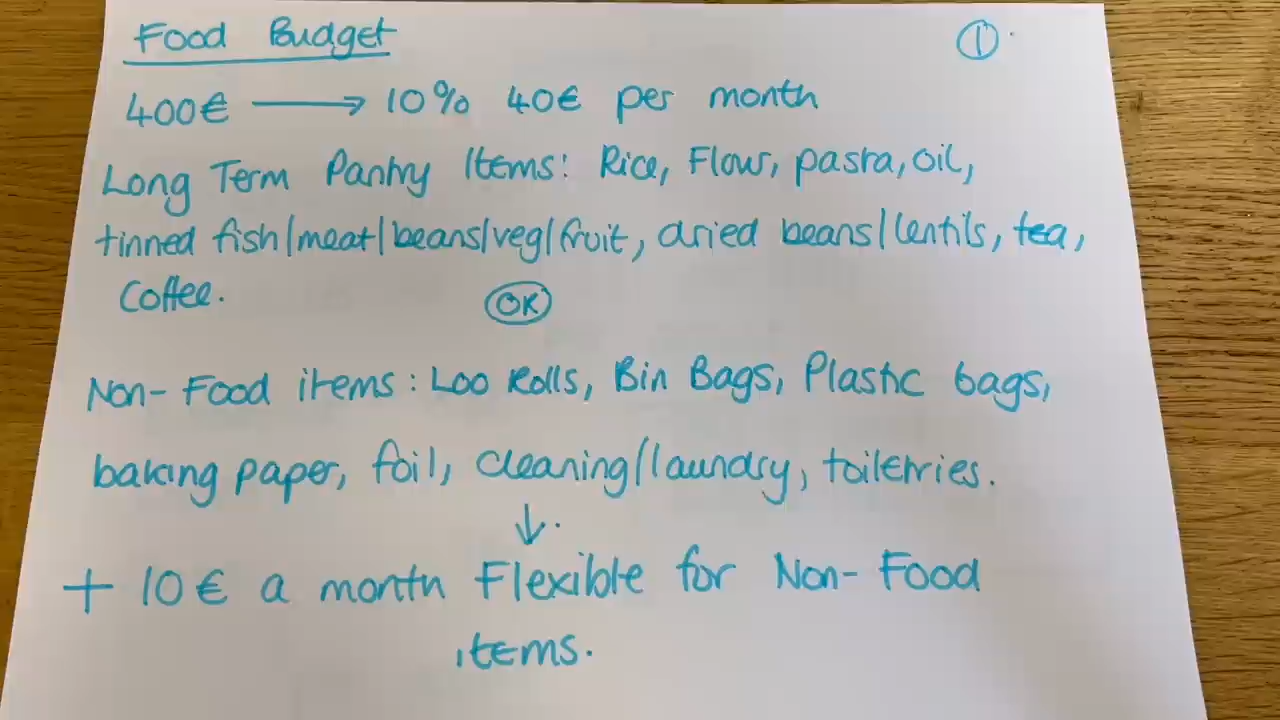 Food Budget
①
400€ → 10% 40€ per month
Long Term Pantry Items: Rice, Flour, pasta, oil,
tinned fish/meat/beans/veg/fruit, dried beans/lentils, tea,
Coffee.
OK
Non-Food items: Loo Rolls, Bin Bags, Plastic bags,
baking paper, foil, cleaning/laundry, toiletries.
↓
+ 10€ a month Flexible for Non-Food
items.